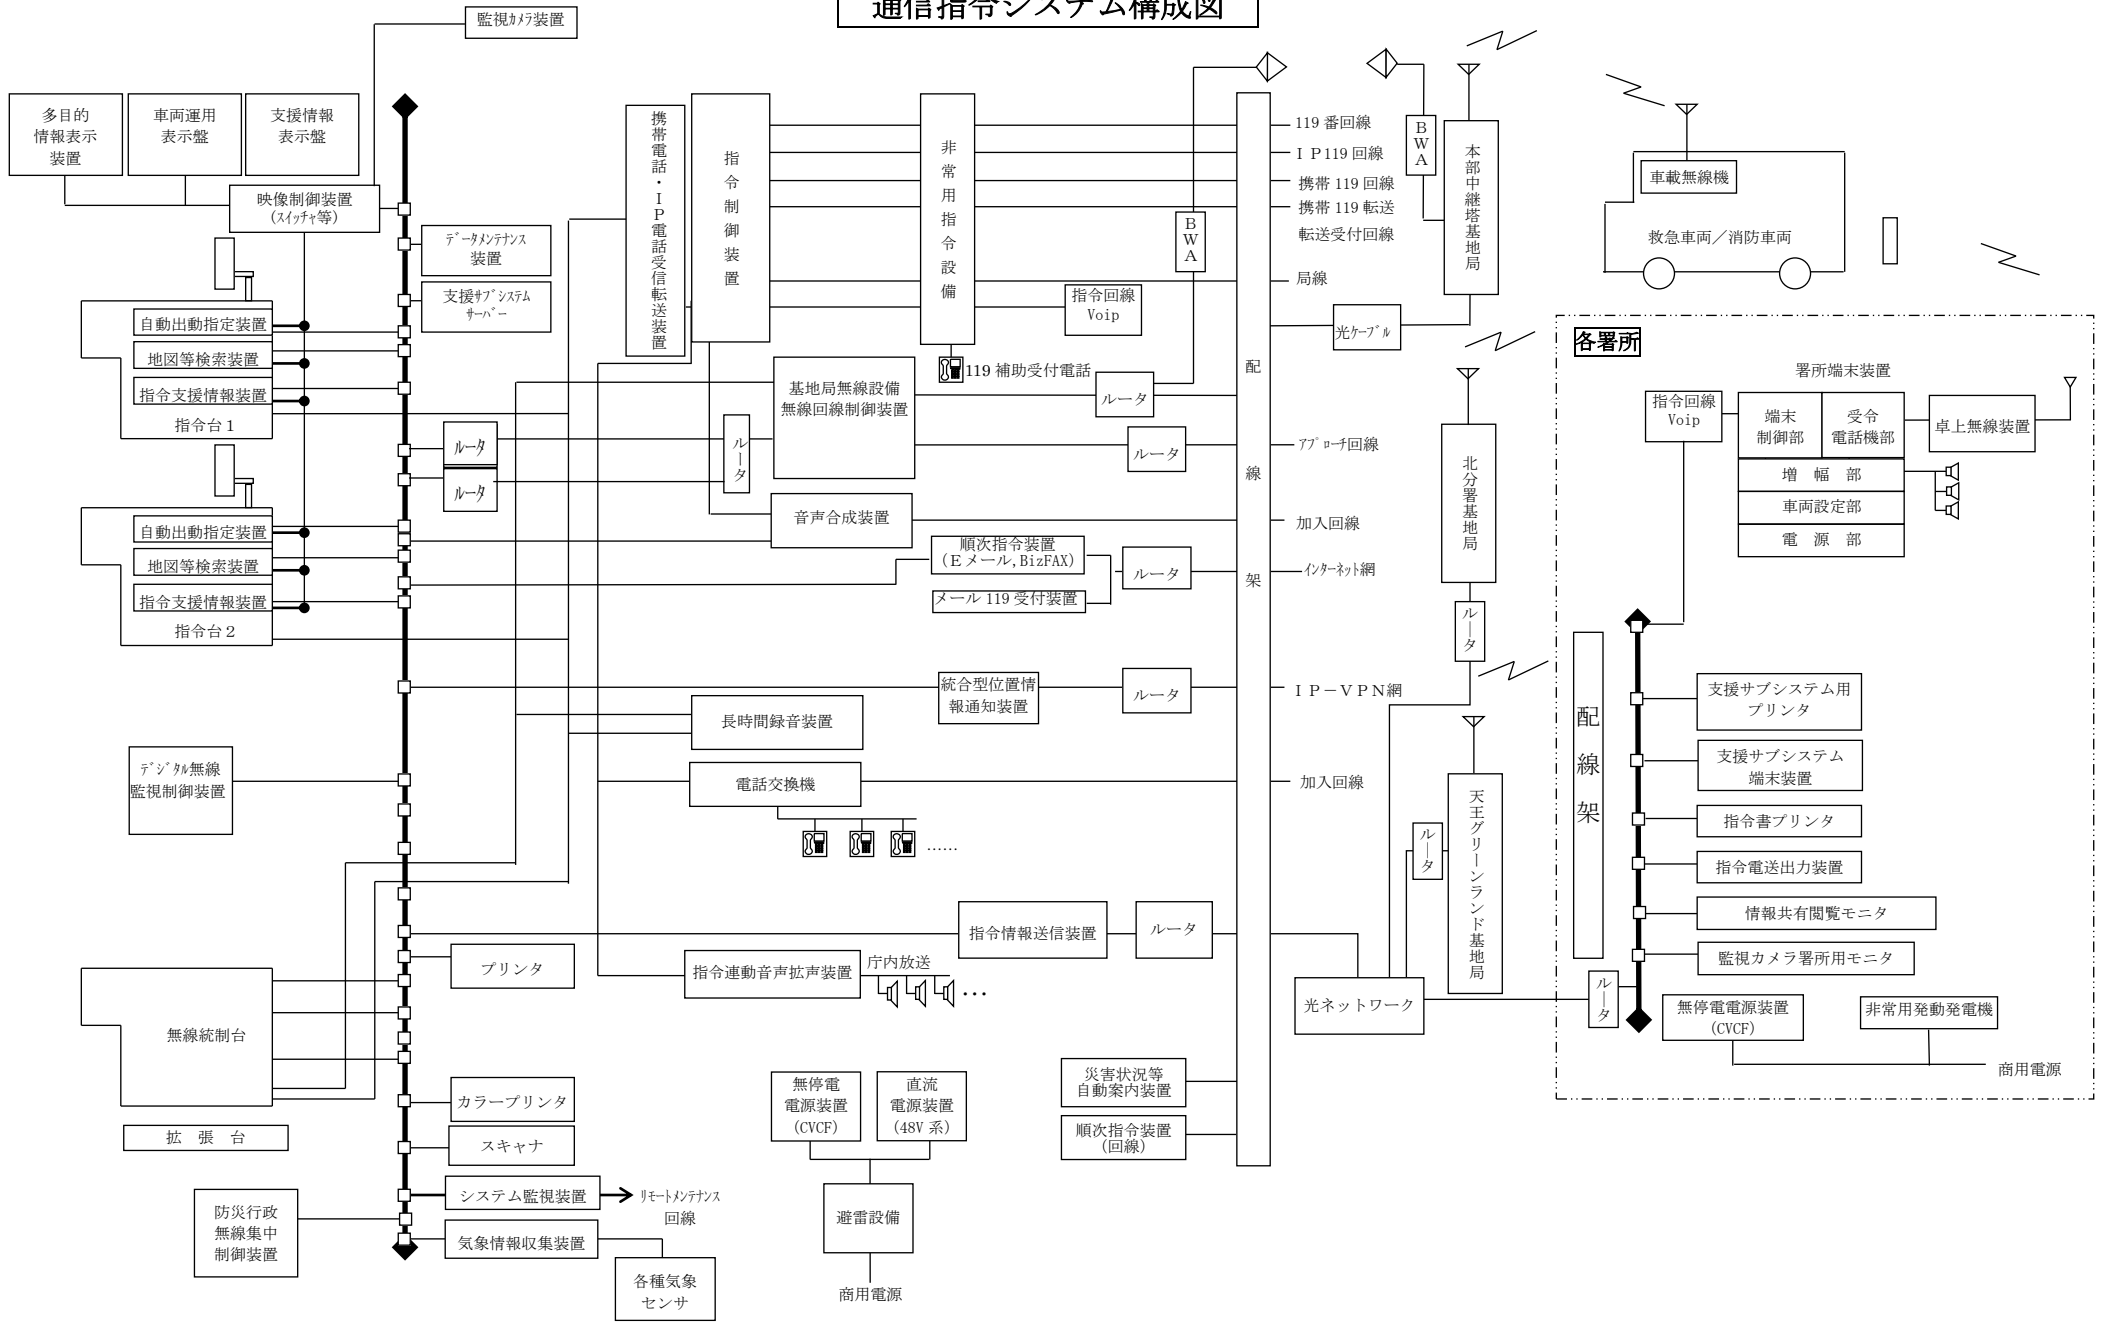 通信指令システム構成図
監視ｶﾒﾗ装置
多目的
情報表示
装置
車両運用
表示盤
支援情報
表示盤
映像制御装置
(ｽｲｯﾁｬ等)
ﾃﾞｰﾀﾒﾝﾃﾅﾝｽ
装置
支援ｻﾌﾞｼｽﾃﾑ
ｻｰﾊﾞｰ
自動出動指定装置
地図等検索装置
指令支援情報装置
指令台１
自動出動指定装置
地図等検索装置
指令支援情報装置
指令台２
ﾙｰﾀ
ﾙｰﾀ
ルータ
携帯電話・ＩＰ電話受信転送装置
指令制御装置
非常用指令設備
119 補助受付電話
指令回線
Voip
基地局無線設備
無線回線制御装置
ルータ
ルータ
音声合成装置
順次指令装置
（Ｅメール,BizFAX）
メール 119 受付装置
ルータ
統合型位置情
報通知装置
ルータ
長時間録音装置
電話交換機
……
デｼﾞﾀﾙ無線
監視制御装置
指令情報送信装置
ルータ
指令連動音声拡声装置
庁内放送
…
プリンタ
無線統制台
カラープリンタ
スキャナ
拡　張　台
システム監視装置
ﾘﾓｰﾄﾒﾝﾃﾅﾝｽ
回線
防災行政
無線集中
制御装置
気象情報収集装置
各種気象
センサ
無停電
電源装置
(CVCF)
直流
電源装置
（48V 系）
避雷設備
商用電源
災害状況等
自動案内装置
順次指令装置
（回線）
配線架
BWA
BWA
119 番回線
ＩＰ119 回線
携帯 119 回線
携帯 119 転送
転送受付回線
局線
ｱﾌﾟﾛｰﾁ回線
加入回線
ｲﾝﾀｰﾈｯﾄ網
ＩＰ－ＶＰＮ網
加入回線
光ｹｰﾌﾞﾙ
本部中継塔基地局
北分署基地局
ルータ
天王グリーンランド基地局
ルータ
光ネットワーク
車載無線機
救急車両／消防車両
各署所
署所端末装置
指令回線
Voip
端末
制御部
受令
電話機部
卓上無線装置
増　幅　部
車両設定部
電　源　部
配線架
支援サブシステム用
プリンタ
支援サブシステム
端末装置
指令書プリンタ
指令電送出力装置
情報共有閲覧モニタ
監視カメラ署所用モニタ
ルータ
無停電電源装置
(CVCF)
非常用発動発電機
商用電源